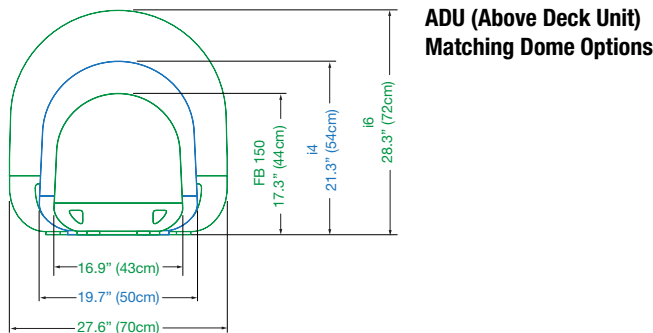 ADU (Above Deck Unit)
Matching Dome Options
FB 150
17.3" (44cm)
i4
21.3" (54cm)
i6
28.3" (72cm)
16.9" (43cm)
19.7" (50cm)
27.6" (70cm)